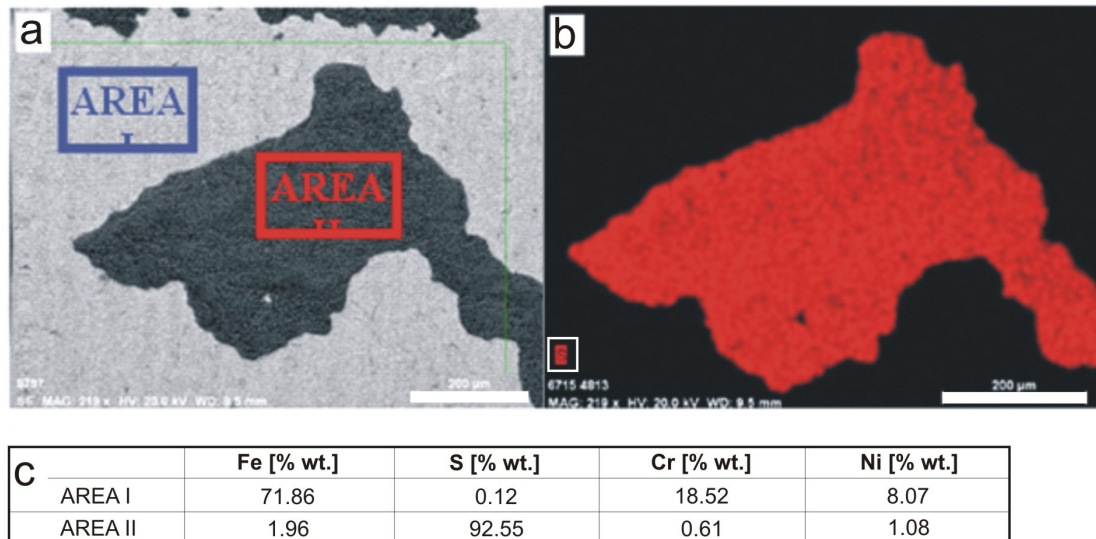 a
AREA
I
AREA
II
200 µm
SE MAG: 219 x HV: 20.0 kV WD: 9.5 mm
b
6715 4813
200 µm
MAG: 219 x HV: 20.0 kV WD: 9.5 mm
c Fe [% wt.] S [% wt.] Cr [% wt.] Ni [% wt.]
AREA I 71.86 0.12 18.52 8.07
AREA II 1.96 92.55 0.61 1.08